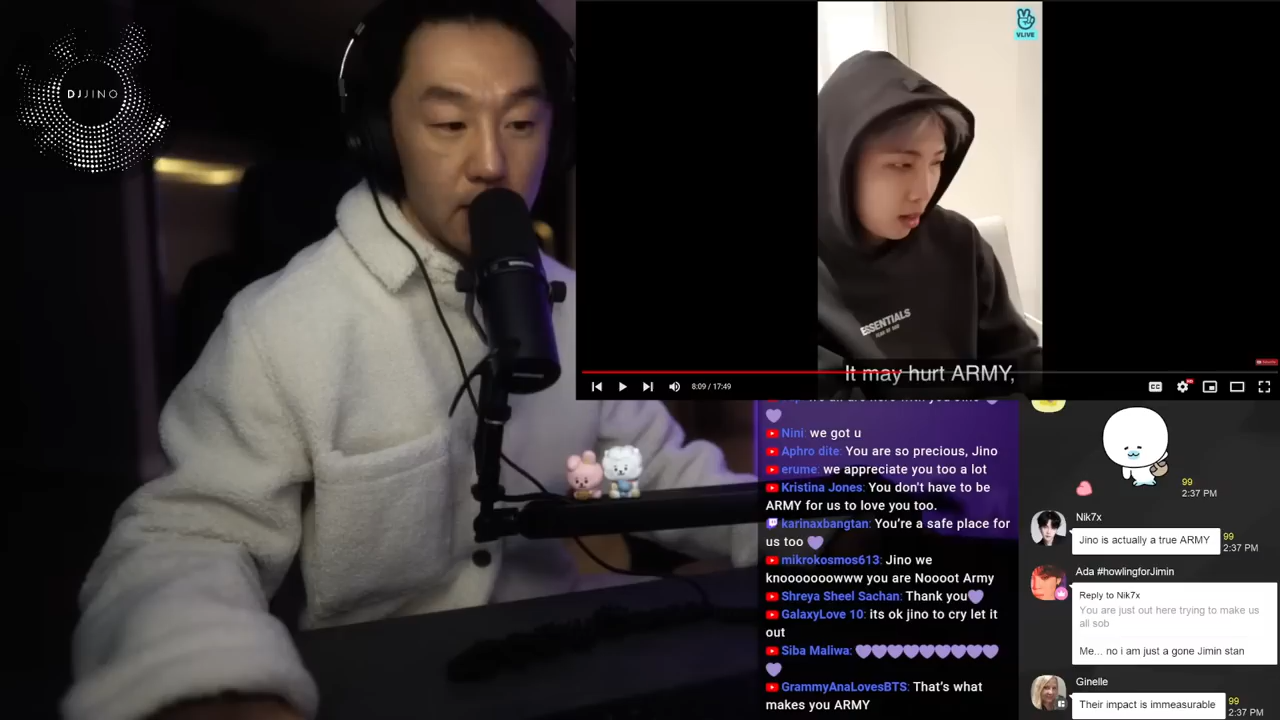 DJJINO
VLIVE
ESSENTIALS
It may hurt ARMY,
8:09 / 17:49
Nini: we got u
Aphro dite: You are so precious, Jino
erume: we appreciate you too a lot
Kristina Jones: You don't have to be
ARMY for us to love you too.
karinaxbangtan: You're a safe place for
us too 💜
mikrokosmos613: Jino we
knooooooowww you are Noooot Army
Shreya Sheel Sachan: Thank you💜
GalaxyLove 10: its ok jino to cry let it
out
Siba Maliwa: 💜💜💜💜💜💜💜💜💜
💜
GrammyAnaLovesBTS: That's what
makes you ARMY
99
2:37 PM
Nik7x
Jino is actually a true ARMY
99
2:37 PM
Ada #howlingforJimin
Reply to Nik7x
You are just out here trying to make us
all sob
Me... no i am just a gone Jimin stan
Ginelle
Their impact is immeasurable
99
2:37 PM